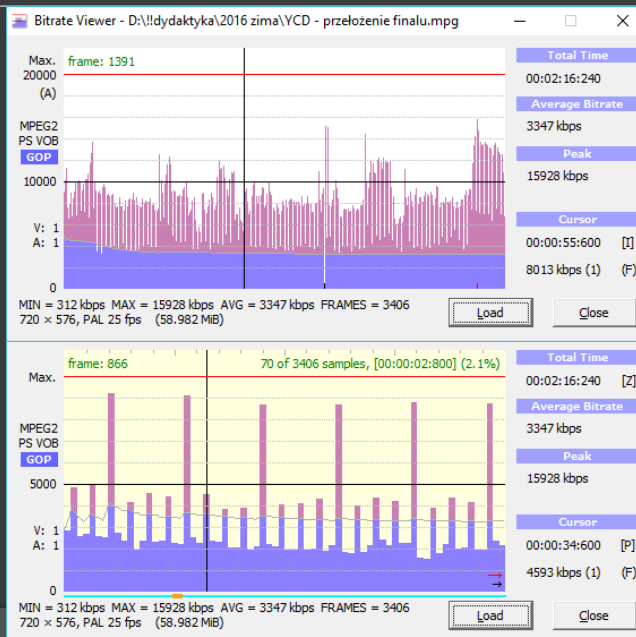 Bitrate Viewer - D:\!!dydaktyka\2016 zima\YCD - przełożenie finalu.mpg
Max.
20000
(A)
MPEG2
PS VOB
GOP
10000
V: 1
A: 1
0
frame: 1391
Total Time
00:02:16:240
Average Bitrate
3347 kbps
Peak
15928 kbps
Cursor
00:00:55:600 [I]
8013 kbps (1) (F)
MIN = 312 kbps MAX = 15928 kbps AVG = 3347 kbps FRAMES = 3406
720 × 576, PAL 25 fps (58.982 MiB)
Load
Close
Max.
MPEG2
PS VOB
GOP
5000
V: 1
A: 1
0
frame: 866
70 of 3406 samples, [00:00:02:800] (2.1%)
Total Time
00:02:16:240 [Z]
Average Bitrate
3347 kbps
Peak
15928 kbps
Cursor
00:00:34:600 [P]
4593 kbps (1) (F)
MIN = 312 kbps MAX = 15928 kbps AVG = 3347 kbps FRAMES = 3406
720 × 576, PAL 25 fps (58.982 MiB)
Load
Close